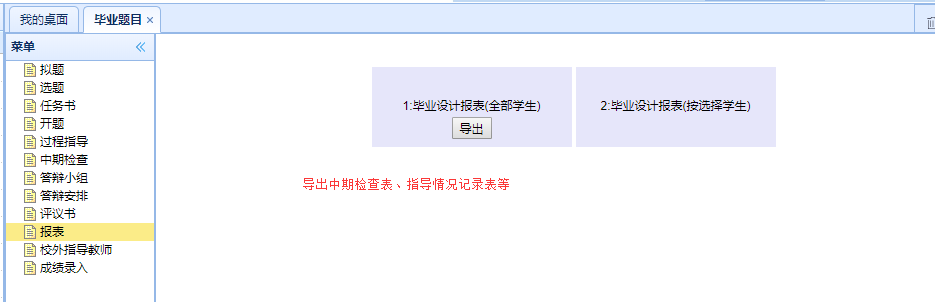 我的桌面
毕业题目
菜单
拟题
选题
任务书
开题
过程指导
中期检查
答辩小组
答辩安排
评议书
报表
校外指导教师
成绩录入
1:毕业设计报表(全部学生)
导出
2:毕业设计报表(按选择学生)
导出中期检查表、指导情况记录表等